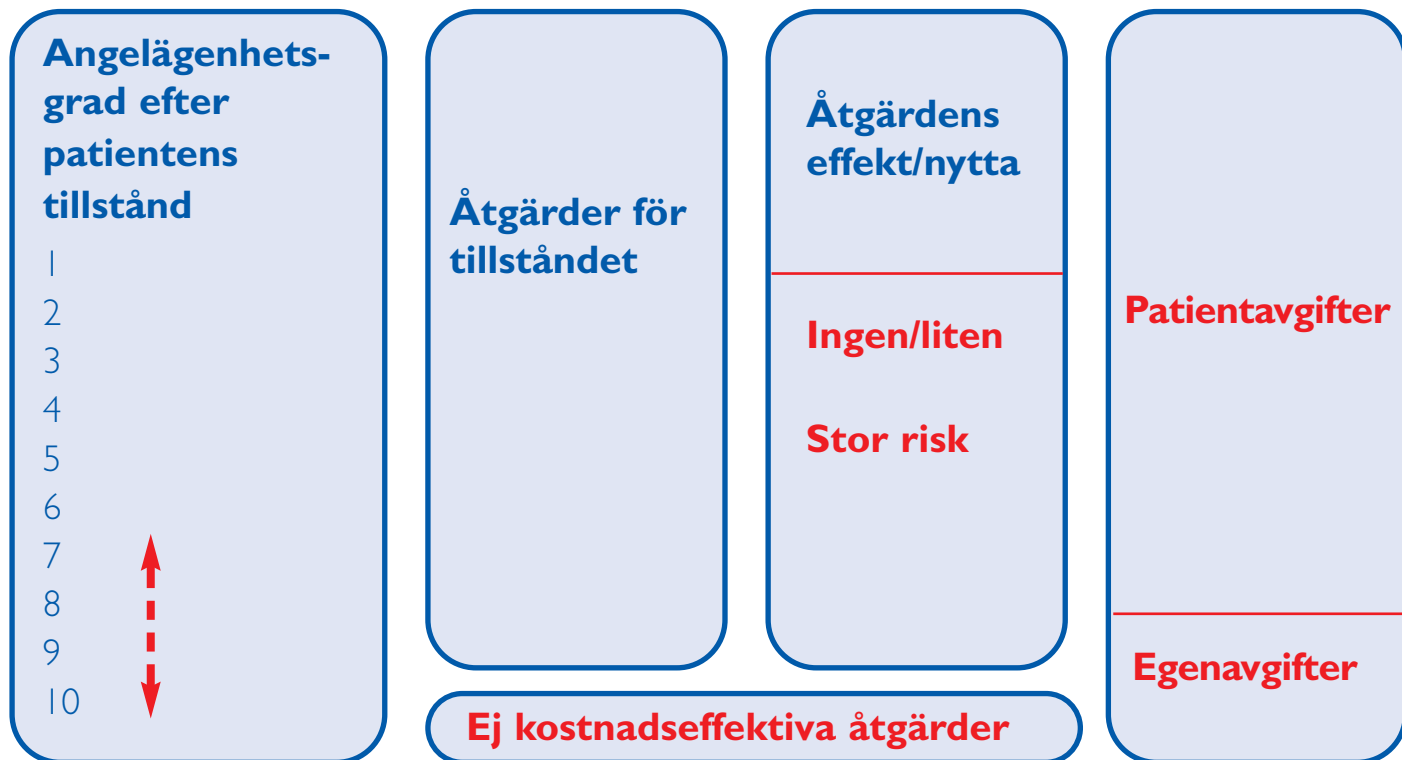 Angelägenhets-
grad efter
patientens
tillstånd
1
2
3
4
5
6
7
8
9
10
Åtgärder för
tillståndet
Åtgärdens
effekt/nytta
Ingen/liten
Stor risk
Ej kostnadseffektiva åtgärder
Patientavgifter
Egenavgifter